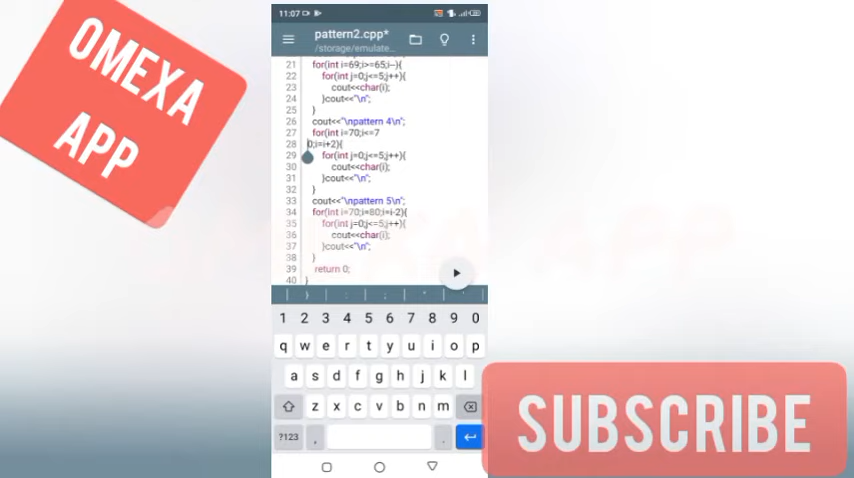 OMEXA
APP
11:07
pattern2.cpp*
/storage/emulate...
21 for(int i=69;i>=65;i--){
22 for(int j=0;j<=5;j++){
23 cout<<char(i);
24 }cout<<"\n";
25 }
26 cout<<"\npattern 4\n";
27 for(int i=70;i<=7
28 0;i=i+2){
29 for(int j=0;j<=5;j++){
30 cout<<char(i);
31 }cout<<"\n";
32 }
33 cout<<"\npattern 5\n";
34 for(int i=70;i=80;i=i-2){
35 for(int j=0;j<=5;j++){
36 cout<<char(i);
37 }cout<<"\n";
38 }
39 return 0;
40 }
1 2 3 4 5 6 7 8 9 0
q w e r t y u i o p
a s d f g h j k l
z x c v b n m
?123 , .
SUBSCRIBE